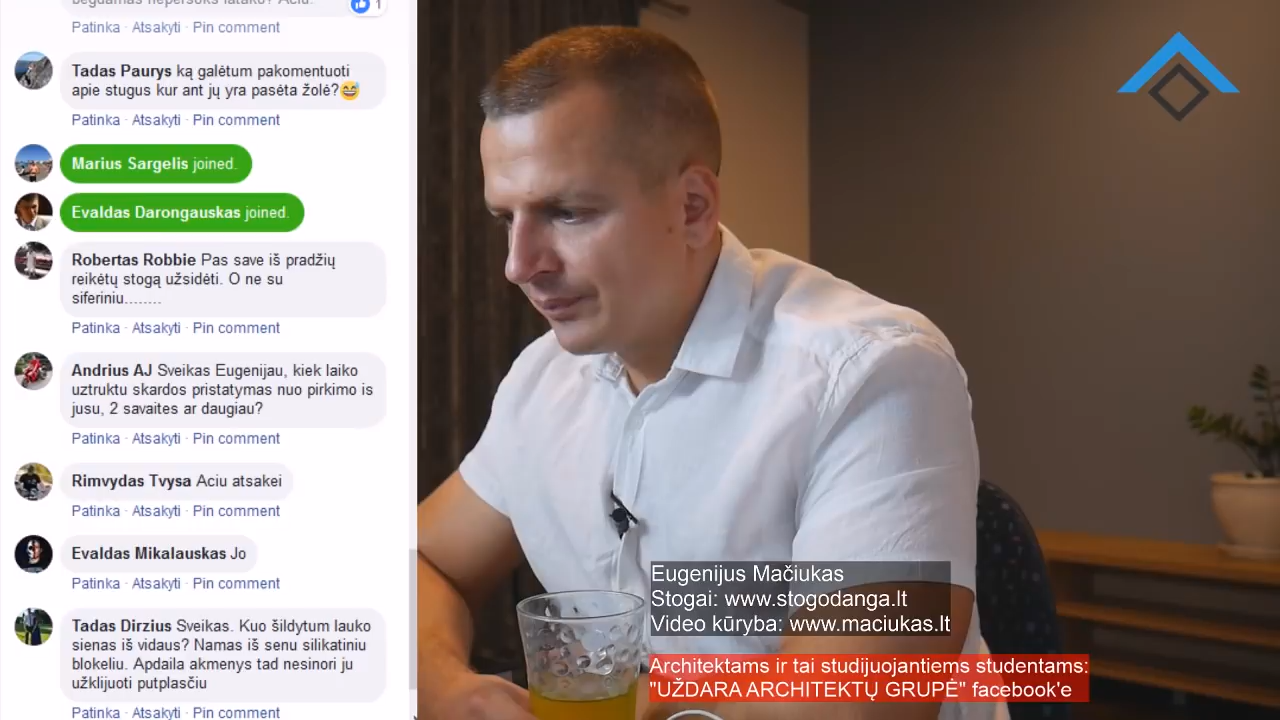 begdamas nepersoks latako? Aciu.
1
Patinka · Atsakyti · Pin comment
Tadas Paurys ką galėtum pakomentuoti
apie stugus kur ant jų yra pasėta žolė?😅
Patinka · Atsakyti · Pin comment
Marius Sargelis joined.
Evaldas Darongauskas joined.
Robertas Robbie Pas save iš pradžių
reikėtų stogą užsidėti. O ne su
siferiniu........
Patinka · Atsakyti · Pin comment
Andrius AJ Sveikas Eugenijau, kiek laiko
uztruktu skardos pristatymas nuo pirkimo is
jusu, 2 savaites ar daugiau?
Patinka · Atsakyti · Pin comment
Rimvydas Tvysa Aciu atsakei
Patinka · Atsakyti · Pin comment
Evaldas Mikalauskas Jo
Patinka · Atsakyti · Pin comment
Tadas Dirzius Sveikas. Kuo šildytum lauko
sienas iš vidaus? Namas iš senu silikatiniu
blokeliu. Apdaila akmenys tad nesinori ju
užklijuoti putplasčiu
Patinka · Atsakyti · Pin comment
Eugenijus Mačiukas
Stogai: www.stogodanga.lt
Video kūryba: www.maciukas.lt
Architektams ir tai studijuojantiems studentams:
"UŽDARA ARCHITEKTŲ GRUPĖ" facebook'e